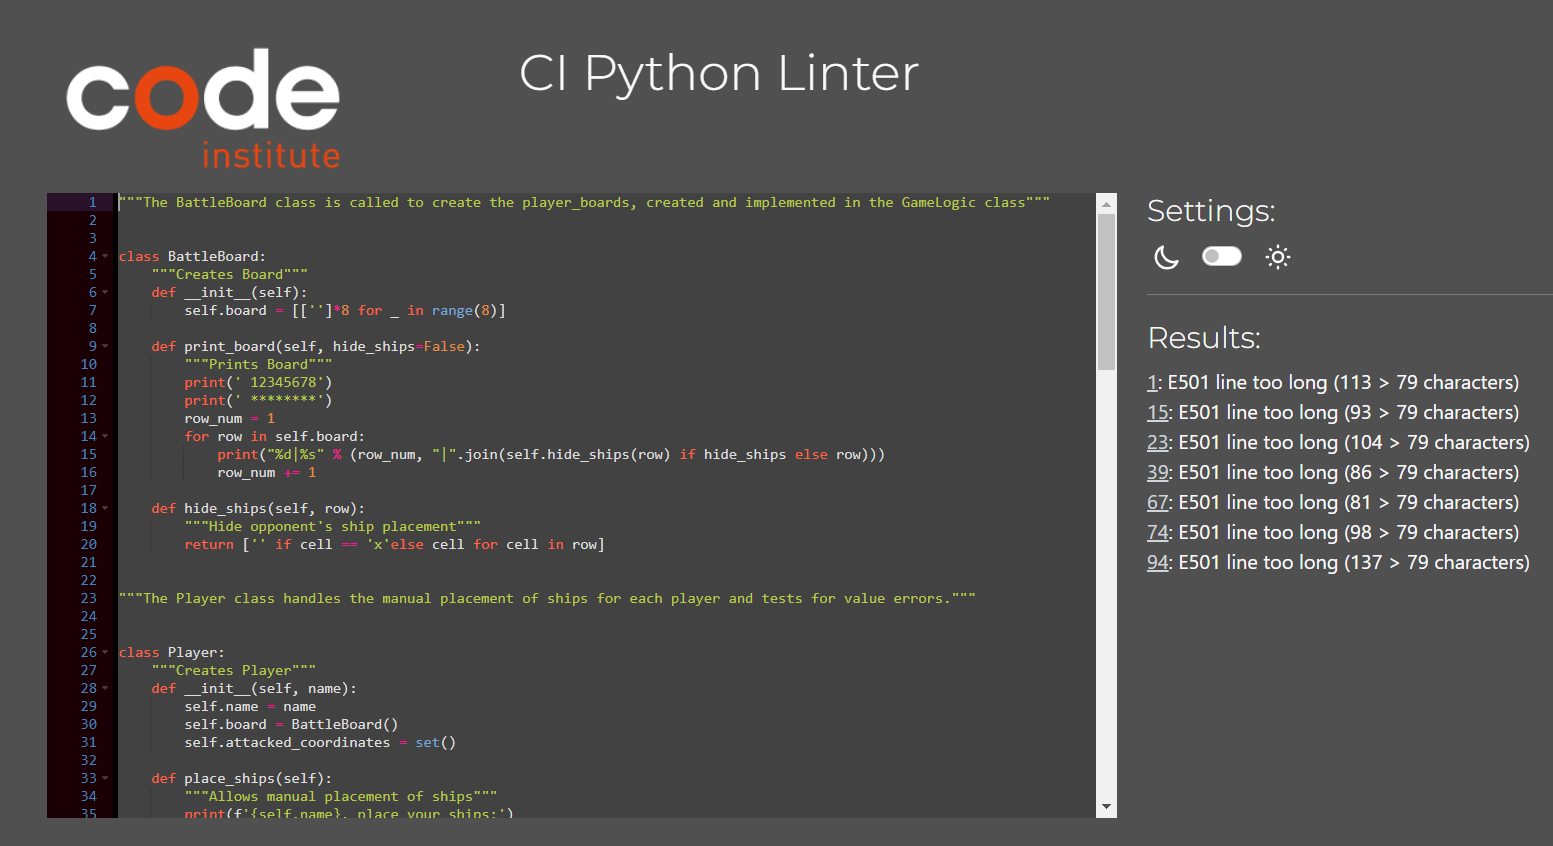 code
institute
CI Python Linter
1 """The BattleBoard class is called to create the player_boards, created and implemented in the GameLogic class"""
2
3
4 class BattleBoard:
5     """Creates Board"""
6     def __init__(self):
7         self.board = [['']*8 for _ in range(8)]
8
9     def print_board(self, hide_ships=False):
10         """Prints Board"""
11         print(' 12345678')
12         print(' ********')
13         row_num = 1
14         for row in self.board:
15             print("%d|%s" % (row_num, "|".join(self.hide_ships(row) if hide_ships else row)))
16             row_num += 1
17
18     def hide_ships(self, row):
19         """Hide opponent's ship placement"""
20         return ['' if cell == 'x'else cell for cell in row]
21
22
23 """The Player class handles the manual placement of ships for each player and tests for value errors."""
24
25
26 class Player:
27     """Creates Player"""
28     def __init__(self, name):
29         self.name = name
30         self.board = BattleBoard()
31         self.attacked_coordinates = set()
32
33     def place_ships(self):
34         """Allows manual placement of ships"""
35         print(f'{self.name}, place your ships:')
Settings:
Results:
1: E501 line too long (113 > 79 characters)
15: E501 line too long (93 > 79 characters)
23: E501 line too long (104 > 79 characters)
39: E501 line too long (86 > 79 characters)
67: E501 line too long (81 > 79 characters)
74: E501 line too long (98 > 79 characters)
94: E501 line too long (137 > 79 characters)